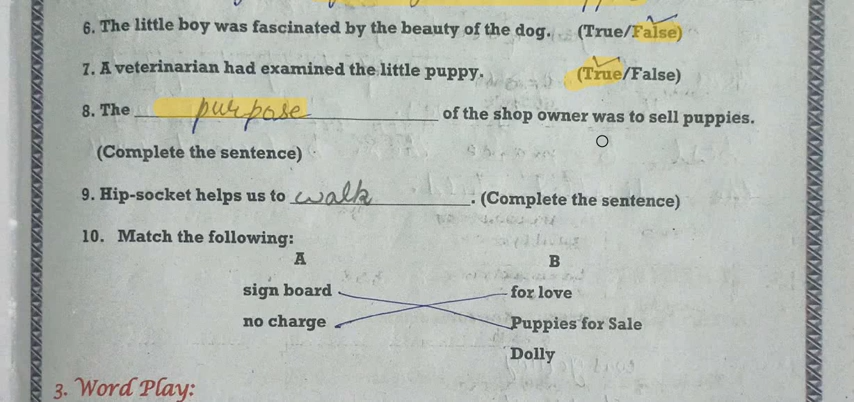 6. The little boy was fascinated by the beauty of the dog. (True/False)
7. A veterinarian had examined the little puppy. (True/False)
8. The purpose of the shop owner was to sell puppies.
(Complete the sentence)
9. Hip-socket helps us to walk. (Complete the sentence)
10. Match the following:
A B
sign board for love
no charge Puppies for Sale
Dolly
3. Word Play: